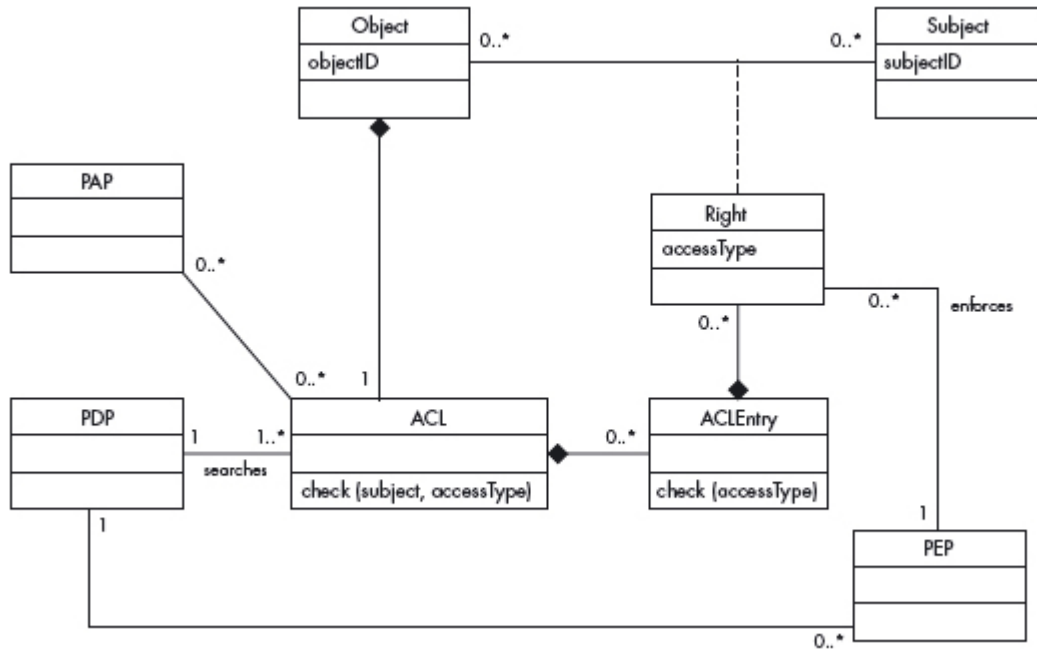 Object
objectID
0..*
0..*
Subject
subjectID
PAP
0..*
Right
accessType
0..*
0..*
enforces
0..*
1
PDP
1
1..*
searches
ACL
check (subject, accessType)
0..*
ACLEntry
check (accessType)
1
1
PEP
0..*